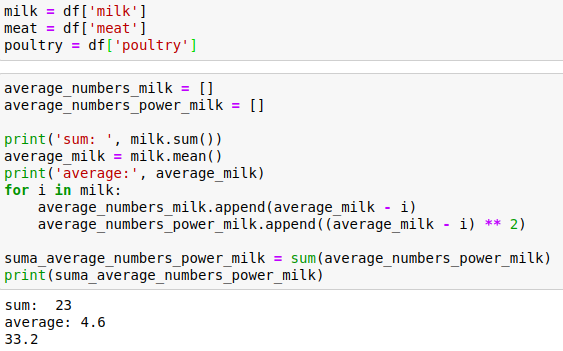 milk = df['milk']
meat = df['meat']
poultry = df['poultry']
average_numbers_milk = []
average_numbers_power_milk = []
print('sum: ', milk.sum())
average_milk = milk.mean()
print('average:', average_milk)
for i in milk:
    average_numbers_milk.append(average_milk - i)
    average_numbers_power_milk.append((average_milk - i) ** 2)
suma_average_numbers_power_milk = sum(average_numbers_power_milk)
print(suma_average_numbers_power_milk)
sum:  23
average: 4.6
33.2